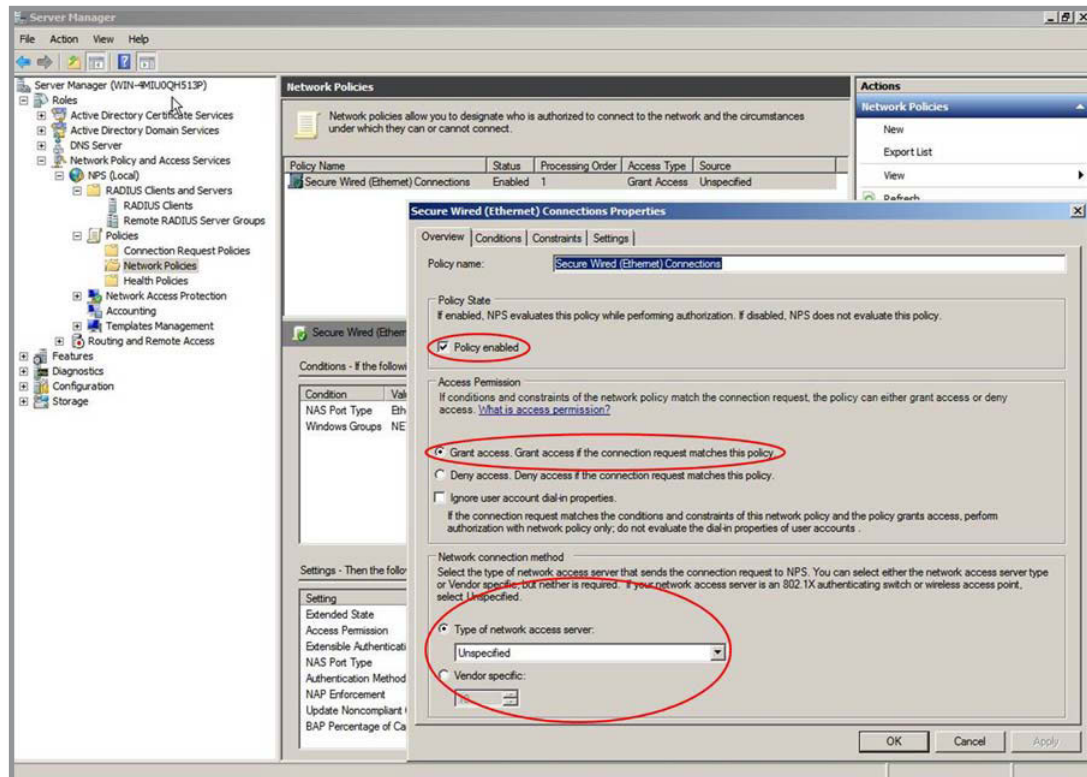 Server Manager
File Action View Help
Server Manager (WIN-4MIU0QH513P)
Roles
Active Directory Certificate Services
Active Directory Domain Services
DNS Server
Network Policy and Access Services
NPS (Local)
RADIUS Clients and Servers
RADIUS Clients
Remote RADIUS Server Groups
Policies
Connection Request Policies
Network Policies
Health Policies
Network Access Protection
Accounting
Templates Management
Routing and Remote Access
Features
Diagnostics
Configuration
Storage
Network Policies
Network policies allow you to designate who is authorized to connect to the network and the circumstances
under which they can or cannot connect.
Policy Name Status Processing Order Access Type Source
Secure Wired (Ethernet) Connections Enabled 1 Grant Access Unspecified
Secure Wired (Ether
Conditions - If the followi
Condition Val
NAS Port Type Eth
Windows Groups NE
Settings - Then the follo
Setting
Extended State
Access Permission
Extensible Authenticati
NAS Port Type
Authentication Method
NAP Enforcement
Update Noncompliant
BAP Percentage of Ca
Actions
Network Policies
New
Export List
View
Refresh
Secure Wired (Ethernet) Connections Properties
Overview Conditions Constraints Settings
Policy name: Secure Wired (Ethernet) Connections
Policy State
If enabled, NPS evaluates this policy while performing authorization. If disabled, NPS does not evaluate this policy.
Policy enabled
Access Permission
If conditions and constraints of the network policy match the connection request, the policy can either grant access or deny
access. What is access permission?
Grant access. Grant access if the connection request matches this policy.
Deny access. Deny access if the connection request matches this policy.
Ignore user account dial-in properties.
If the connection request matches the conditions and constraints of this network policy and the policy grants access, perform
authorization with network policy only; do not evaluate the dial-in properties of user accounts .
Network connection method
Select the type of network access server that sends the connection request to NPS. You can select either the network access server type
or Vendor specific, but neither is required. If your network access server is an 802.1X authenticating switch or wireless access point,
select Unspecified.
Type of network access server:
Unspecified
Vendor specific:
10
OK Cancel Apply